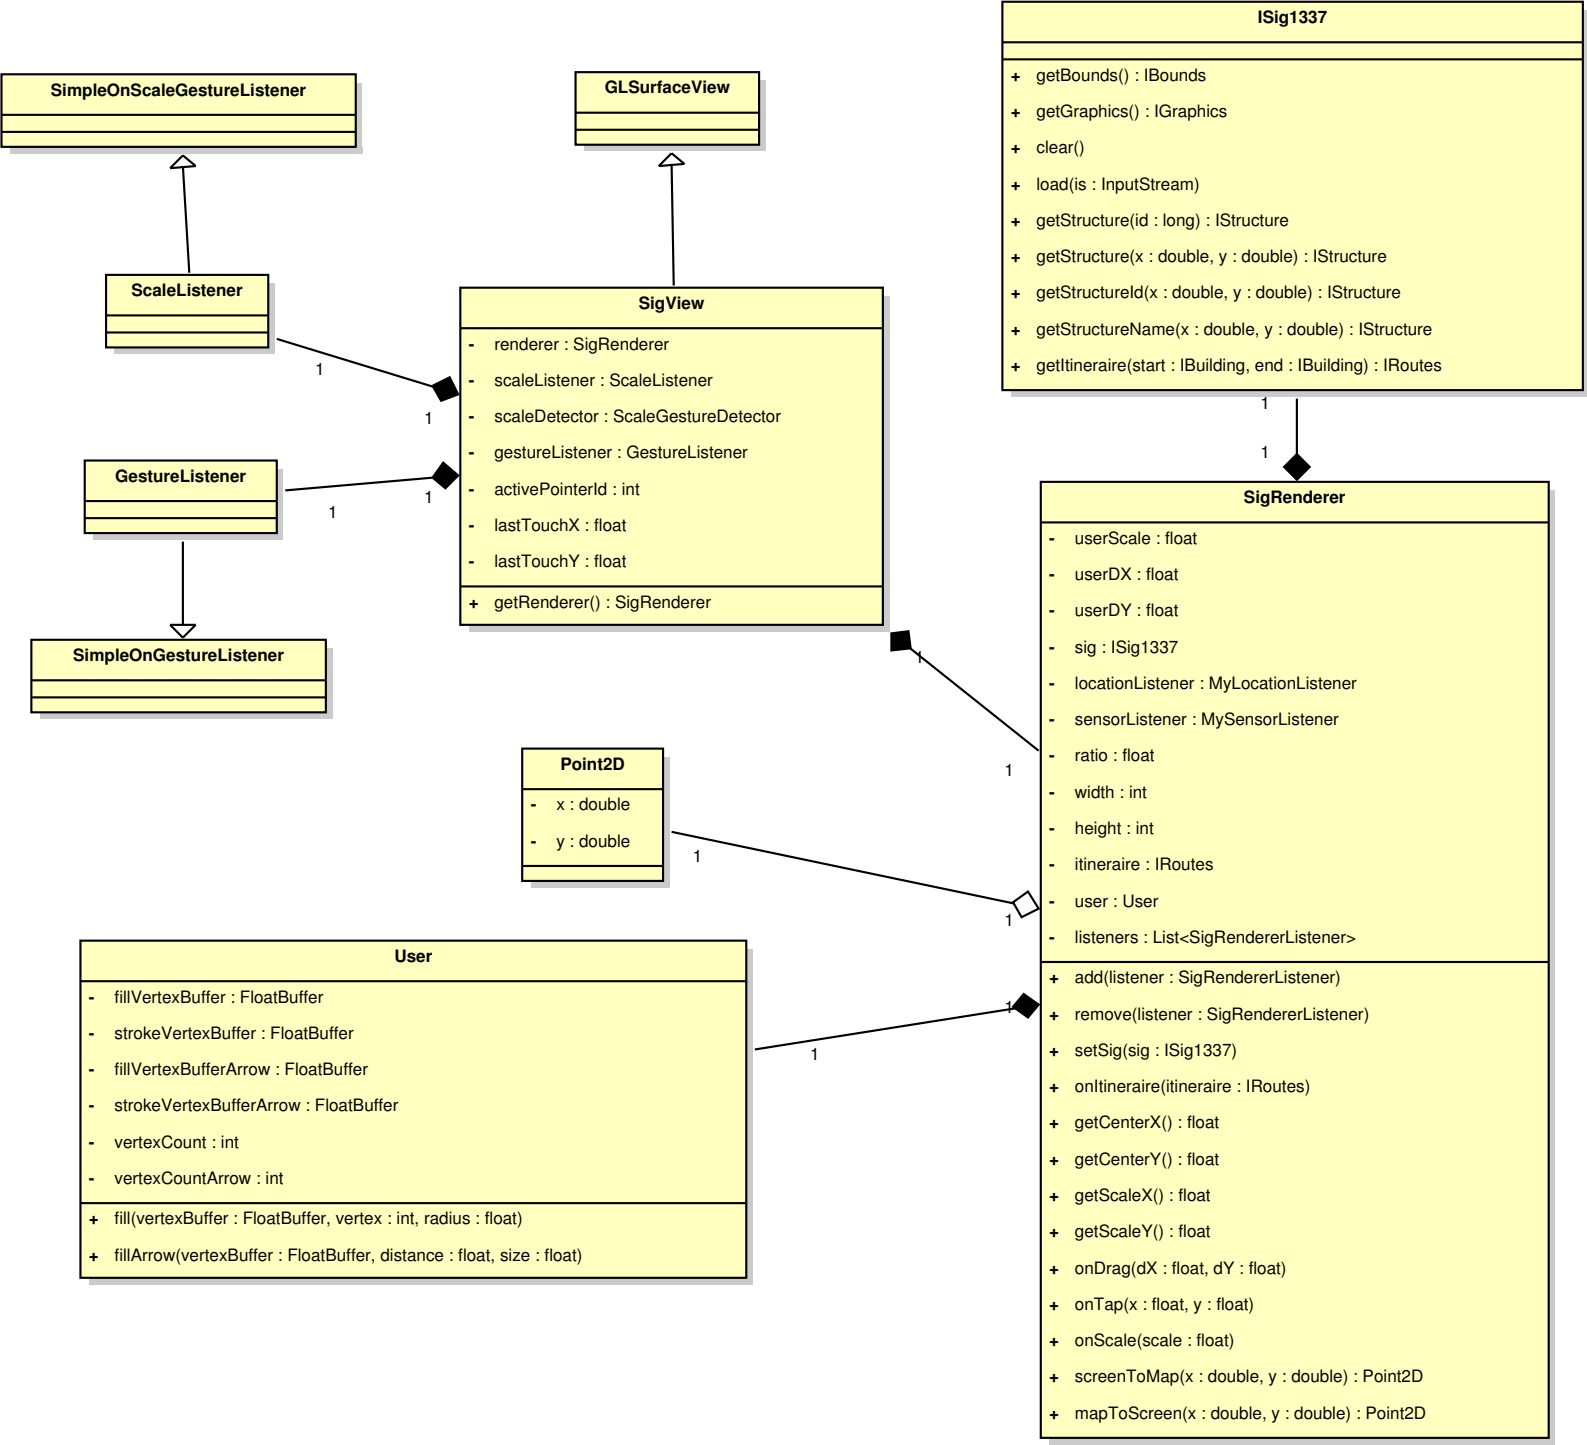 ISig1337
+ getBounds() : IBounds
+ getGraphics() : IGraphics
+ clear()
+ load(is : InputStream)
+ getStructure(id : long) : IStructure
+ getStructure(x : double, y : double) : IStructure
+ getStructureId(x : double, y : double) : IStructure
+ getStructureName(x : double, y : double) : IStructure
+ getItineraire(start : IBuilding, end : IBuilding) : IRoutes
SimpleOnScaleGestureListener
GLSurfaceView
ScaleListener
1
1
SigView
- renderer : SigRenderer
- scaleListener : ScaleListener
- scaleDetector : ScaleGestureDetector
- gestureListener : GestureListener
- activePointerId : int
- lastTouchX : float
- lastTouchY : float
+ getRenderer() : SigRenderer
GestureListener
1
1
SimpleOnGestureListener
1
1
1
1
SigRenderer
- userScale : float
- userDX : float
- userDY : float
- sig : ISig1337
- locationListener : MyLocationListener
- sensorListener : MySensorListener
- ratio : float
- width : int
- height : int
- itineraire : IRoutes
- user : User
- listeners : List<SigRendererListener>
+ add(listener : SigRendererListener)
+ remove(listener : SigRendererListener)
+ setSig(sig : ISig1337)
+ onItineraire(itineraire : IRoutes)
+ getCenterX() : float
+ getCenterY() : float
+ getScaleX() : float
+ getScaleY() : float
+ onDrag(dX : float, dY : float)
+ onTap(x : float, y : float)
+ onScale(scale : float)
+ screenToMap(x : double, y : double) : Point2D
+ mapToScreen(x : double, y : double) : Point2D
Point2D
- x : double
- y : double
1
1
User
- fillVertexBuffer : FloatBuffer
- strokeVertexBuffer : FloatBuffer
- fillVertexBufferArrow : FloatBuffer
- strokeVertexBufferArrow : FloatBuffer
- vertexCount : int
- vertexCountArrow : int
+ fill(vertexBuffer : FloatBuffer, vertex : int, radius : float)
+ fillArrow(vertexBuffer : FloatBuffer, distance : float, size : float)
1
1